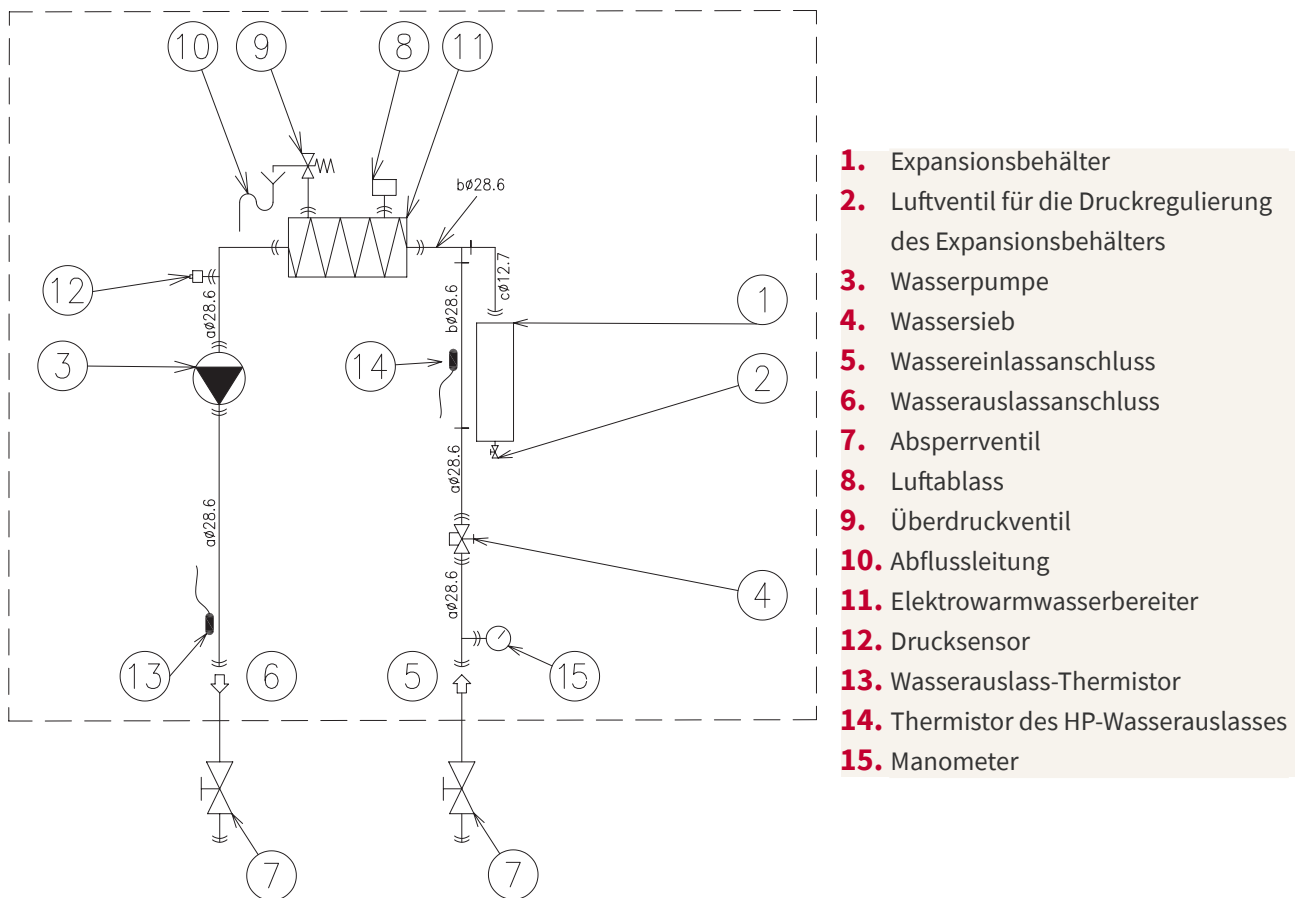 10
9
8
11
bø28.6
12
aø28.6
cø12.7
1
bø28.6
3
14
2
aø28.6
aø28.6
4
aø28.6
13
6
5
15
7
7
1. Expansionsbehälter
2. Luftventil für die Druckregulierung
des Expansionsbehälters
3. Wasserpumpe
4. Wassersieb
5. Wassereinlassanschluss
6. Wasserauslassanschluss
7. Absperrventil
8. Luftablass
9. Überdruckventil
10. Abflussleitung
11. Elektrowarmwasserbereiter
12. Drucksensor
13. Wasserauslass-Thermistor
14. Thermistor des HP-Wasserauslasses
15. Manometer